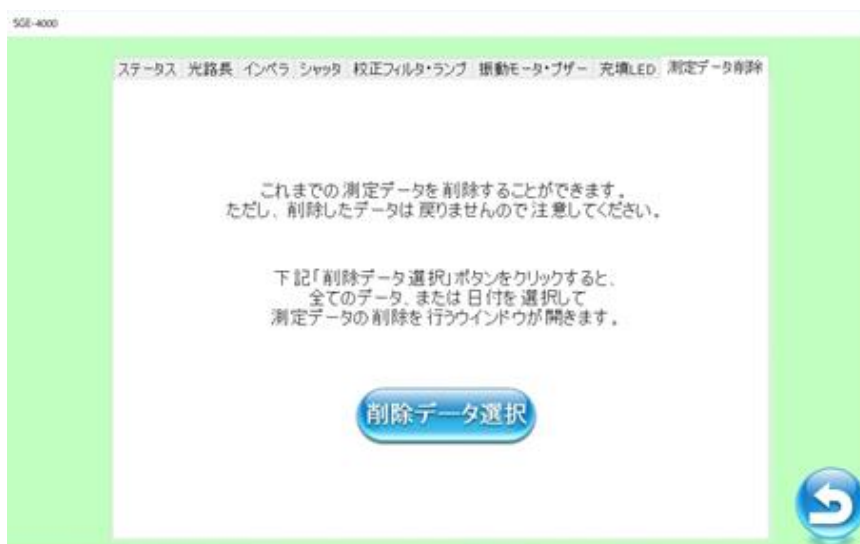 SGE-4000
ステータス 光路長 インペラ シャッタ 校正フィルタ・ランプ 振動モータ・ブザー 充填LED 測定データ削除
これまでの測定データを削除することができます。
ただし、削除したデータは戻りませんので注意してください。
下記「削除データ選択」ボタンをクリックすると、
全てのデータ、または日付を選択して
測定データの削除を行うウインドウが開きます。
削除データ選択